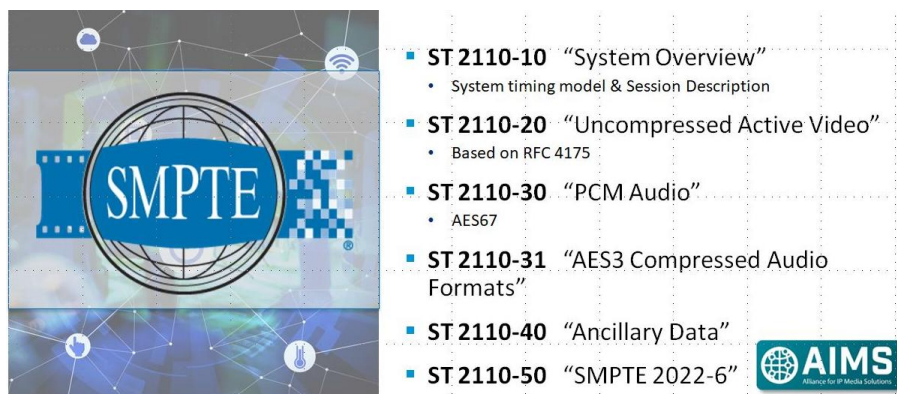 SMPTE
®
ST 2110-10 “System Overview”
System timing model & Session Description
ST 2110-20 “Uncompressed Active Video”
Based on RFC 4175
ST 2110-30 “PCM Audio”
AES67
ST 2110-31 “AES3 Compressed Audio
Formats”
ST 2110-40 “Ancillary Data”
ST 2110-50 “SMPTE 2022-6”
AIMS
Alliance for IP Media Solutions